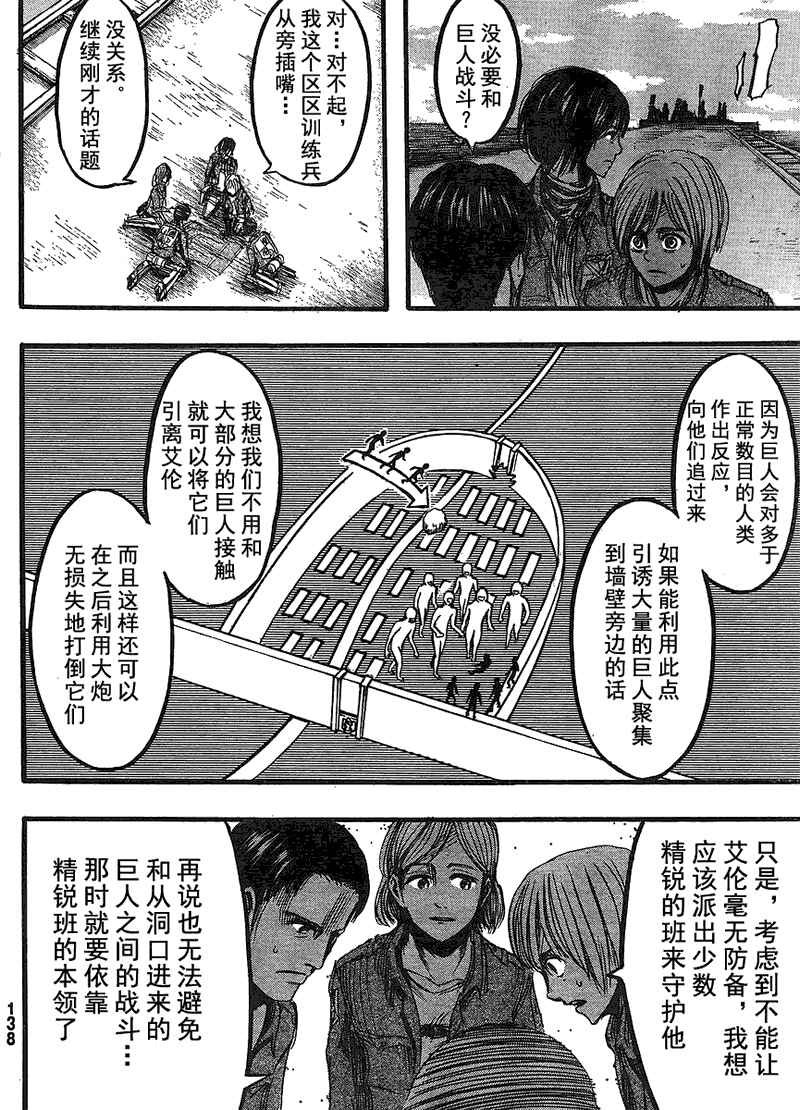 没必要和
巨人战斗？
对…对不起，
我这个区区训练兵
从旁插嘴…
没关系。
继续刚才的话题
因为巨人会对多于
正常数目的人类
作出反应，
向他们追过来
如果能利用此点
引诱大量的巨人聚集
到墙壁旁边的话
我想我们不用和
大部分的巨人接触
就可以将它们
引离艾伦
而且这样还可以
在之后利用大炮
无损失地打倒它们
只是，考虑到不能让
艾伦毫无防备，我想
应该派出少数
精锐的班来守护他
再说也无法避免
和从洞口进来的
巨人之间的战斗…
那时就要依靠
精锐班的本领了
138